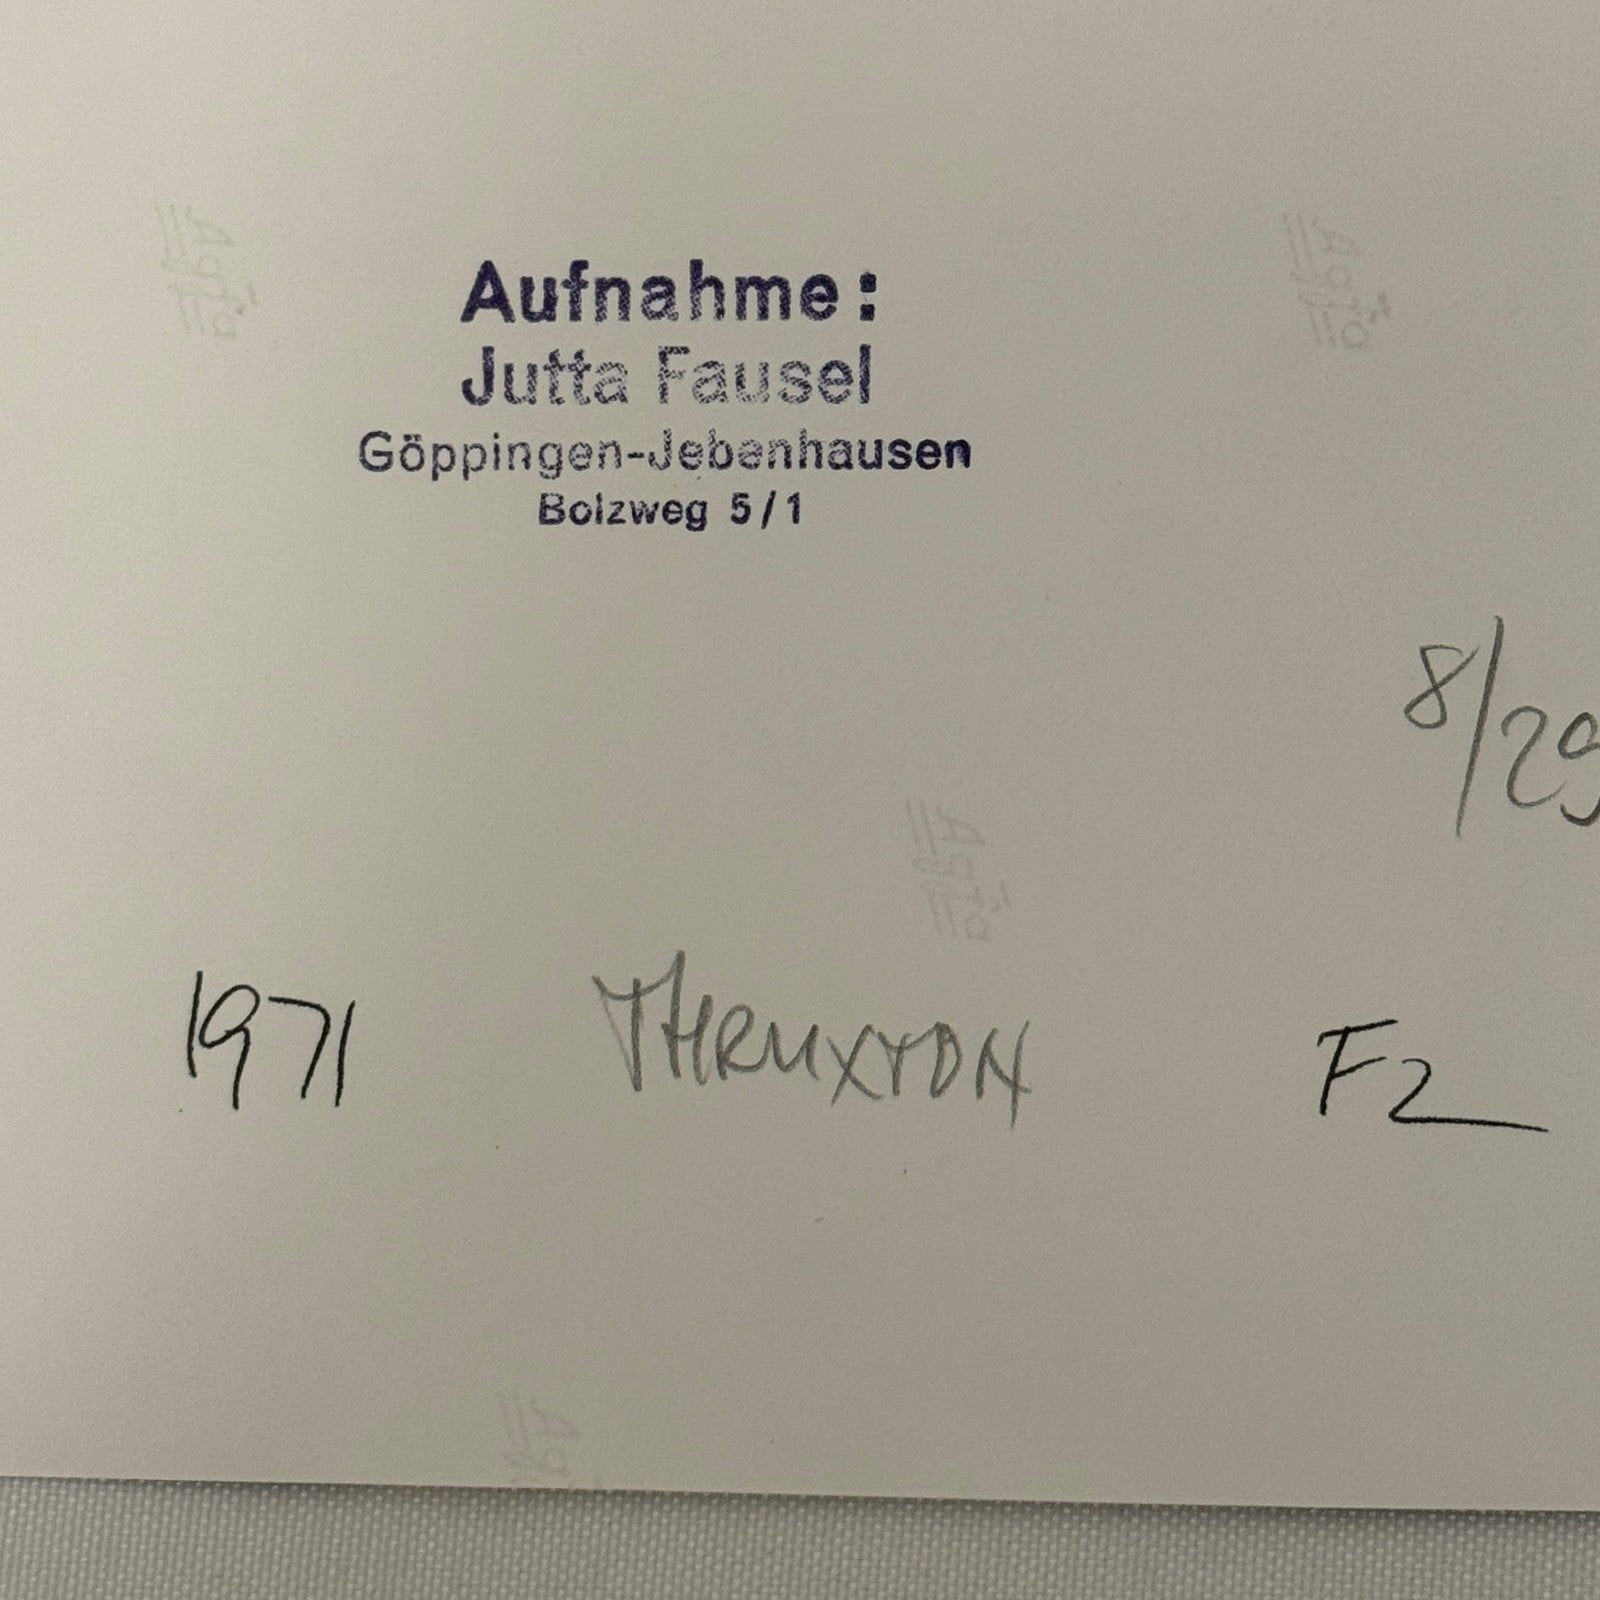 Aufnahme:
Jutta Fausel
Göppingen-Jebenhausen
Bolzweg 5/1
8/29
1971 THRUXTON F2